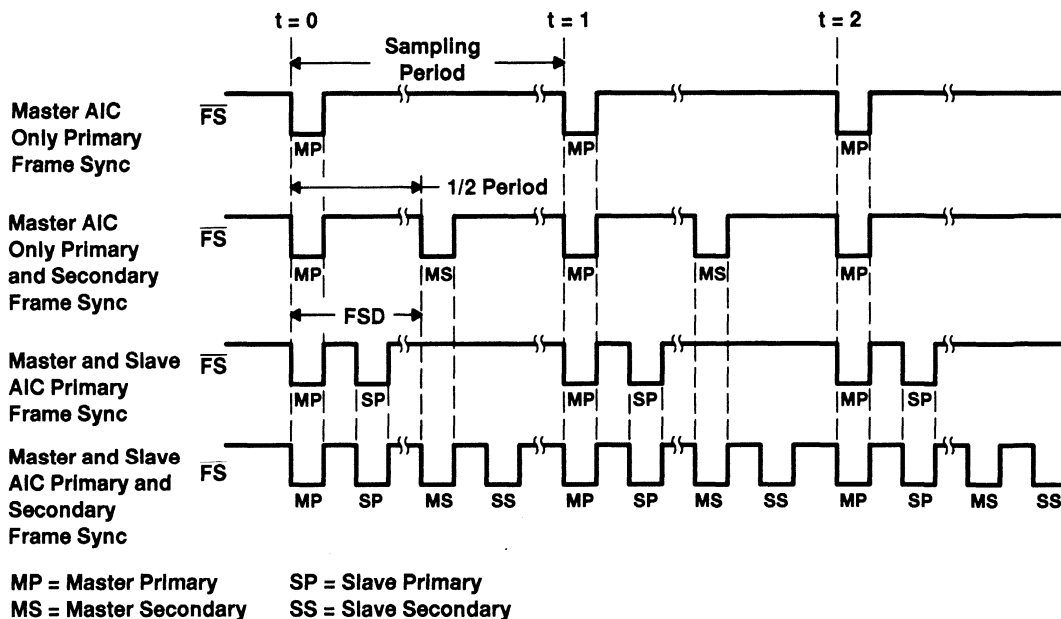 t = 0 t = 1 t = 2
Sampling
Period
Master AIC
Only Primary
Frame Sync
FS
MP MP MP
1/2 Period
Master AIC
Only Primary
and Secondary
Frame Sync
FS
MP MS MP MS MP
FSD
Master and Slave
AIC Primary
Frame Sync
FS
MP SP MP SP MP SP
Master and Slave
AIC Primary and
Secondary
Frame Sync
FS
MP SP MS SS MP SP MS SS MP SP MS SS
MP = Master Primary SP = Slave Primary
MS = Master Secondary SS = Slave Secondary